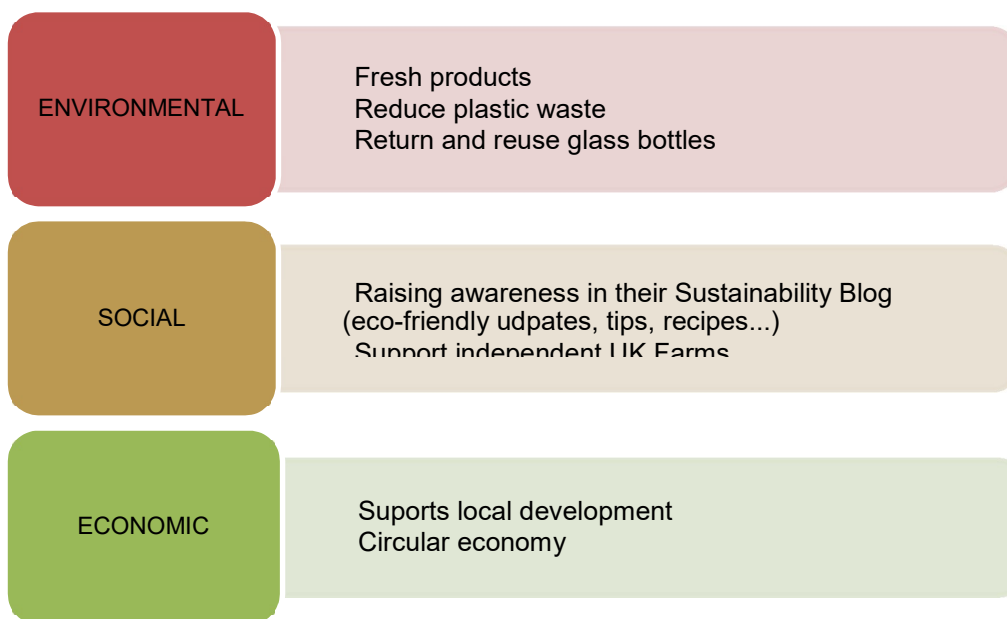 ENVIRONMENTAL
Fresh products
Reduce plastic waste
Return and reuse glass bottles
SOCIAL
Raising awareness in their Sustainability Blog
(eco-friendly udpates, tips, recipes...)
Support independent UK Farms
ECONOMIC
Suports local development
Circular economy